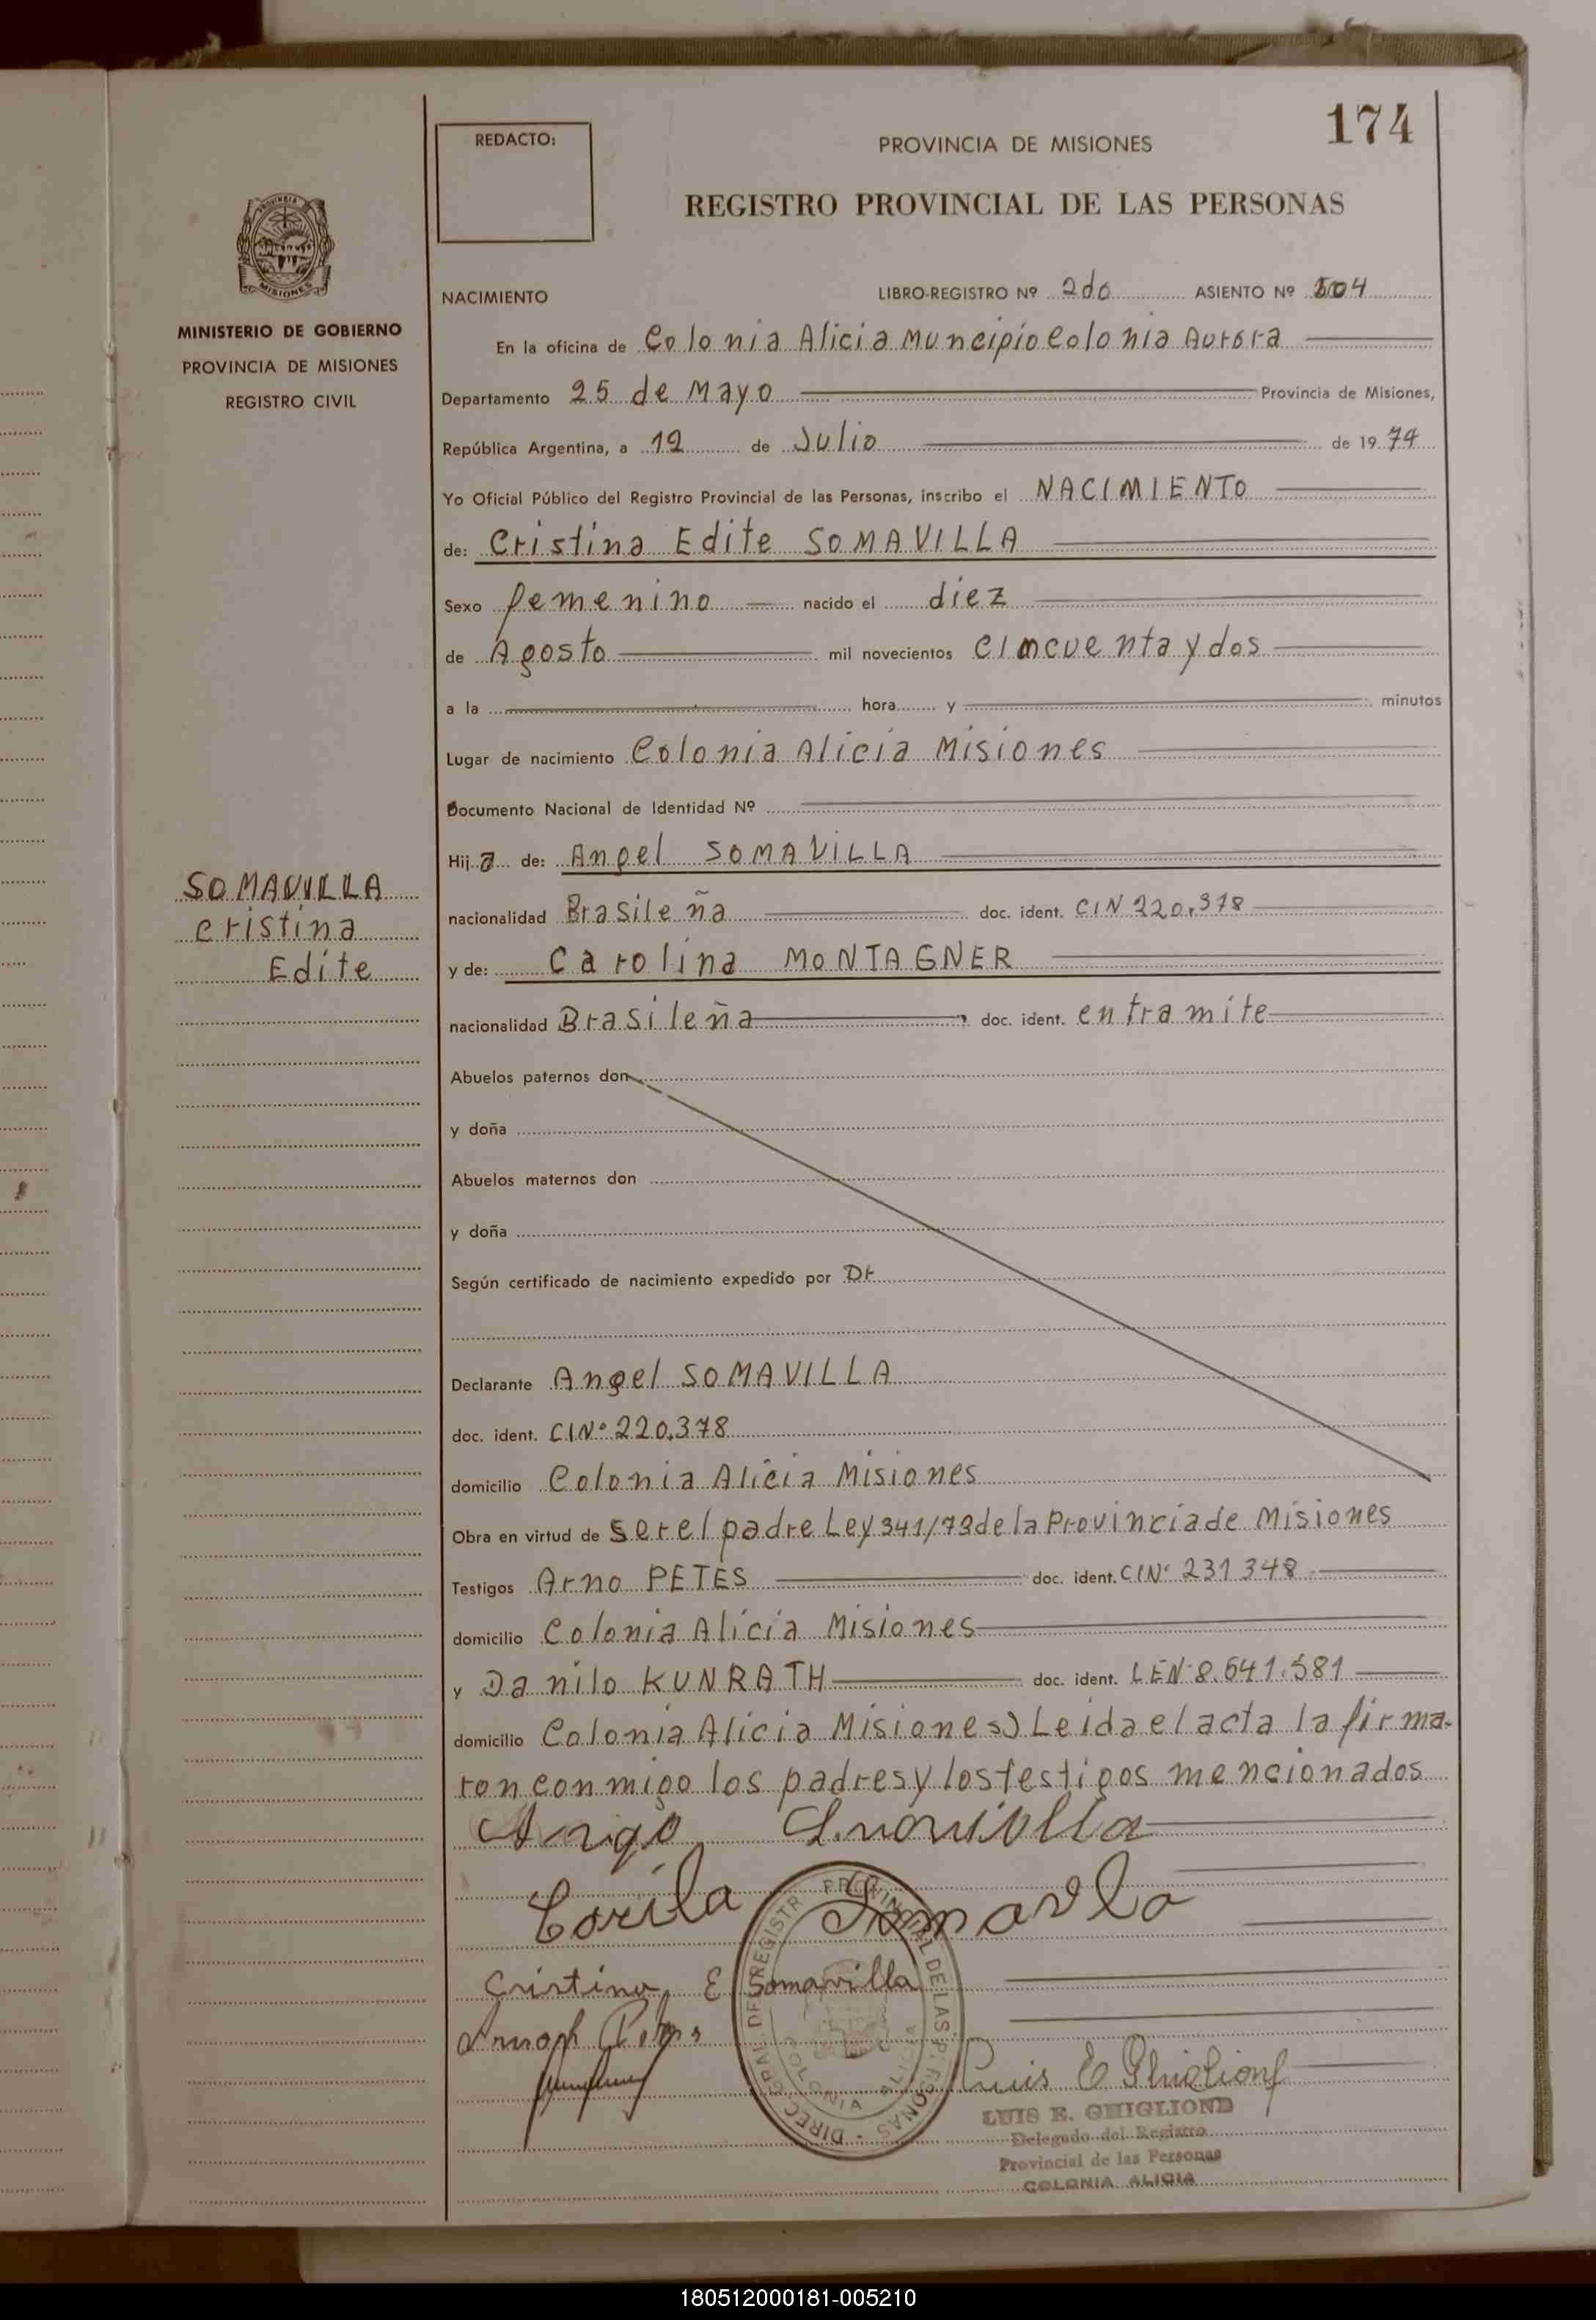 174
REDACTO:
PROVINCIA DE MISIONES
REGISTRO PROVINCIAL DE LAS PERSONAS
MISIONES
MINISTERIO DE GOBIERNO
PROVINCIA DE MISIONES
REGISTRO CIVIL
NACIMIENTO LIBRO-REGISTRO Nº 2do ASIENTO Nº 504
En la oficina de Colonia Alicia Muncipio Colonia Aurora
Departamento 25 de Mayo Provincia de Misiones,
República Argentina, a 12 de Julio de 1974
Yo Oficial Público del Registro Provincial de las Personas, inscribo el NACIMIENTO
de: Cristina Edite SOMAVILLA
Sexo femenino nacido el diez
de Agosto mil novecientos cincuenta y dos
a la hora y minutos
Lugar de nacimiento Colonia Alicia Misiones
Documento Nacional de Identidad Nº
Hija de: Angel SOMAVILLA
SOMAVILLA
Cristina
Edite
nacionalidad Brasileña doc. ident. CIN 220.378
y de: Carolina MONTAGNER
nacionalidad Brasileña doc. ident. en tramite
Abuelos paternos don
y doña
Abuelos maternos don
y doña
Según certificado de nacimiento expedido por Dr
Declarante Angel SOMAVILLA
doc. ident. CINº 220.378
domicilio Colonia Alicia Misiones
Obra en virtud de ser el padre Ley 341/73 de la Provincia de Misiones
Testigos Arno PETES doc. ident. CINº 231 348
domicilio Colonia Alicia Misiones
y Danilo KUNRATH doc. ident. LEN 8.541.581
domicilio Colonia Alicia Misiones) Leida el acta la firma-
ron conmigo los padres y los testigos mencionados
Cristina E Somavilla
Luis E Ghiglione
LUIS E. GHIGLIONE
Delegado del Registro
Provincial de las Personas
COLONIA ALICIA
180512000181-005210